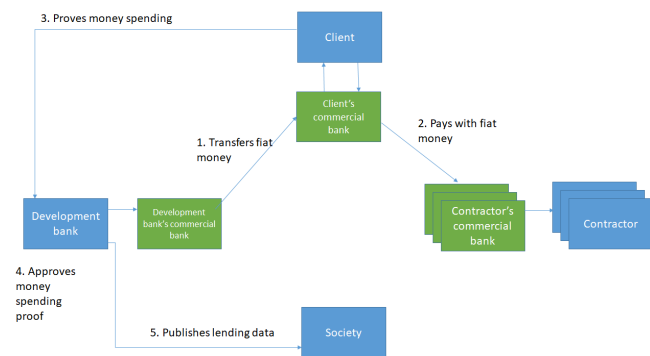 3. Proves money spending
Client
Client's
commercial
bank
2. Pays with fiat
money
1. Transfers fiat
money
Development
bank
Development
bank's commercial
bank
Contractor's
commercial
bank
Contractor
4. Approves
money
spending
proof
5. Publishes lending data
Society